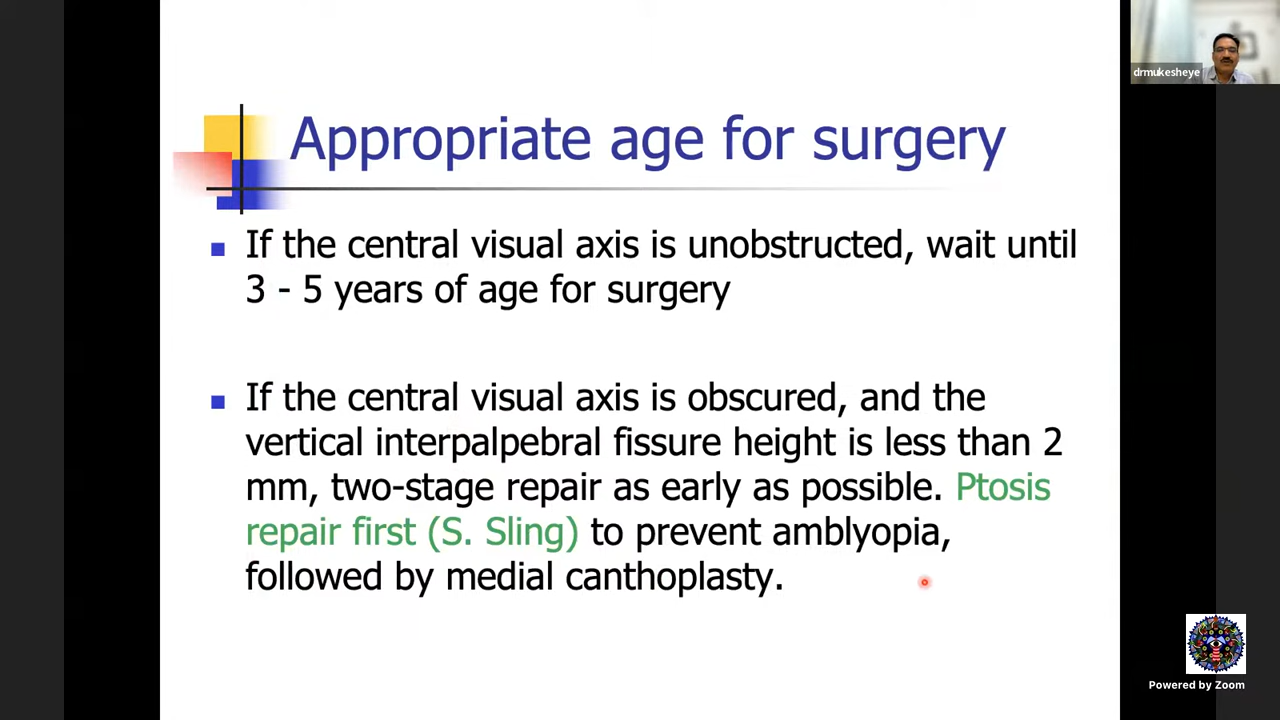 drmukesheye
Appropriate age for surgery
If the central visual axis is unobstructed, wait until
3 - 5 years of age for surgery
If the central visual axis is obscured, and the
vertical interpalpebral fissure height is less than 2
mm, two-stage repair as early as possible. Ptosis
repair first (S. Sling) to prevent amblyopia,
followed by medial canthoplasty.
Powered by Zoom